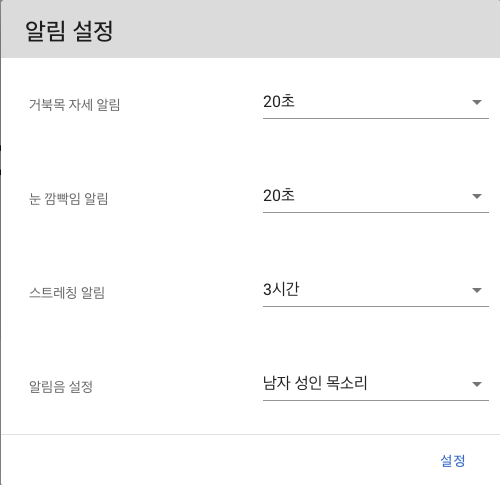 알림 설정
거북목 자세 알림 20초
눈 깜빡임 알림 20초
스트레칭 알림 3시간
알림음 설정 남자 성인 목소리
설정